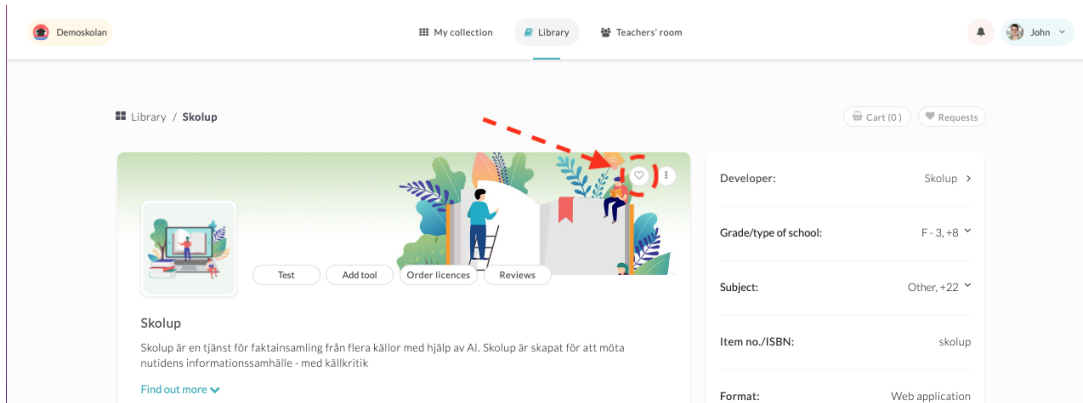 Demoskolan
My collection
Library
Teachers' room
John
Library / Skolup
Cart (0)
Requests
Test
Add tool
Order licences
Reviews
Skolup
Skolup är en tjänst för faktainsamling från flera källor med hjälp av AI. Skolup är skapat för att möta
nutidens informationssamhälle - med källkritik
Find out more
Developer: Skolup
Grade/type of school: F - 3, +8
Subject: Other, +22
Item no./ISBN: skolup
Format: Web application